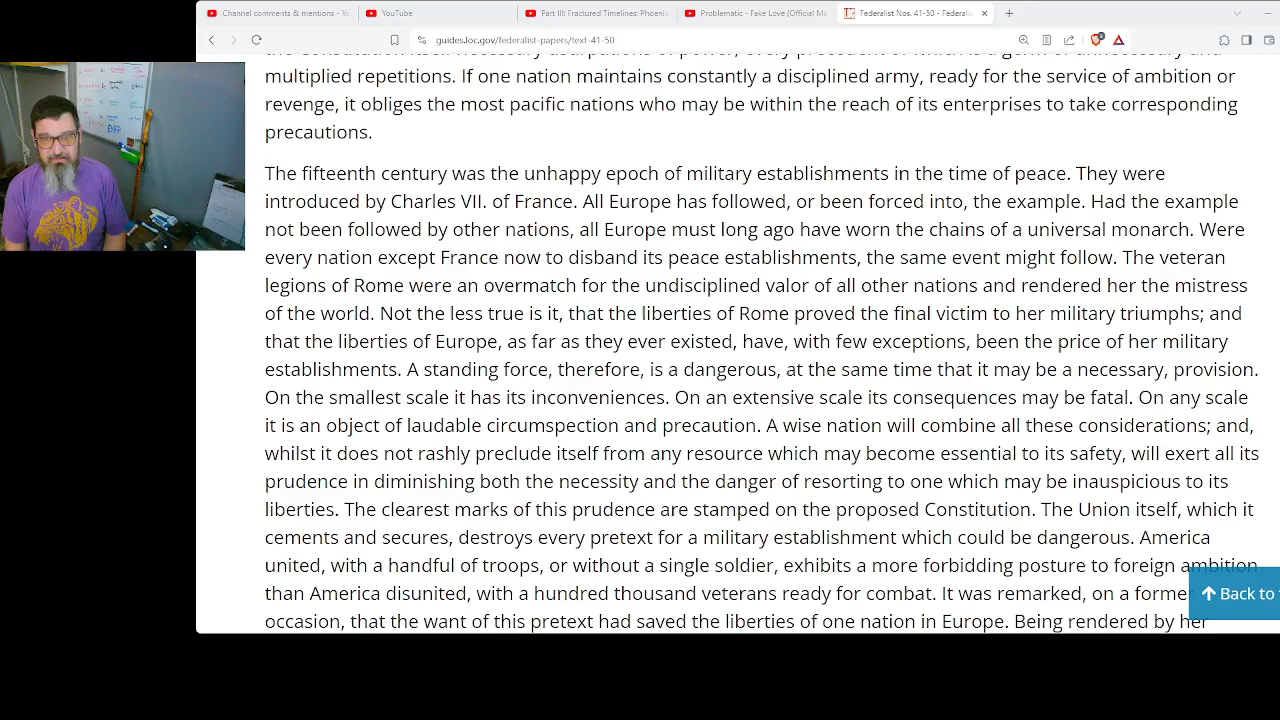 Channel comments & mentions - Yo
YouTube
Part III: Fractured Timelines: Phoenix
Problematic - Fake Love (Official Mu
Federalist Nos. 41-50 - Federali
guides.loc.gov/federalist-papers/text-41-50
multiplied repetitions. If one nation maintains constantly a disciplined army, ready for the service of ambition or
revenge, it obliges the most pacific nations who may be within the reach of its enterprises to take corresponding
precautions.
The fifteenth century was the unhappy epoch of military establishments in the time of peace. They were
introduced by Charles VII. of France. All Europe has followed, or been forced into, the example. Had the example
not been followed by other nations, all Europe must long ago have worn the chains of a universal monarch. Were
every nation except France now to disband its peace establishments, the same event might follow. The veteran
legions of Rome were an overmatch for the undisciplined valor of all other nations and rendered her the mistress
of the world. Not the less true is it, that the liberties of Rome proved the final victim to her military triumphs; and
that the liberties of Europe, as far as they ever existed, have, with few exceptions, been the price of her military
establishments. A standing force, therefore, is a dangerous, at the same time that it may be a necessary, provision.
On the smallest scale it has its inconveniences. On an extensive scale its consequences may be fatal. On any scale
it is an object of laudable circumspection and precaution. A wise nation will combine all these considerations; and,
whilst it does not rashly preclude itself from any resource which may become essential to its safety, will exert all its
prudence in diminishing both the necessity and the danger of resorting to one which may be inauspicious to its
liberties. The clearest marks of this prudence are stamped on the proposed Constitution. The Union itself, which it
cements and secures, destroys every pretext for a military establishment which could be dangerous. America
united, with a handful of troops, or without a single soldier, exhibits a more forbidding posture to foreign ambition
than America disunited, with a hundred thousand veterans ready for combat. It was remarked, on a forme
Back to
occasion, that the want of this pretext had saved the liberties of one nation in Europe. Being rendered by her